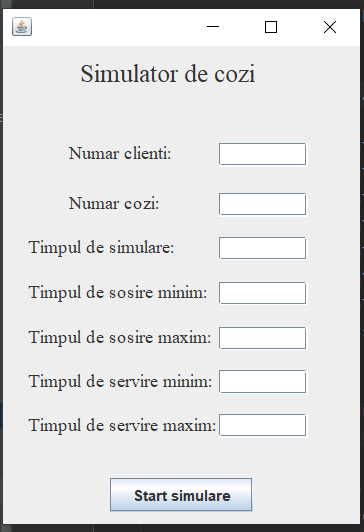 Simulator de cozi
Numar clienti:
Numar cozi:
Timpul de simulare:
Timpul de sosire minim:
Timpul de sosire maxim:
Timpul de servire minim:
Timpul de servire maxim:
Start simulare